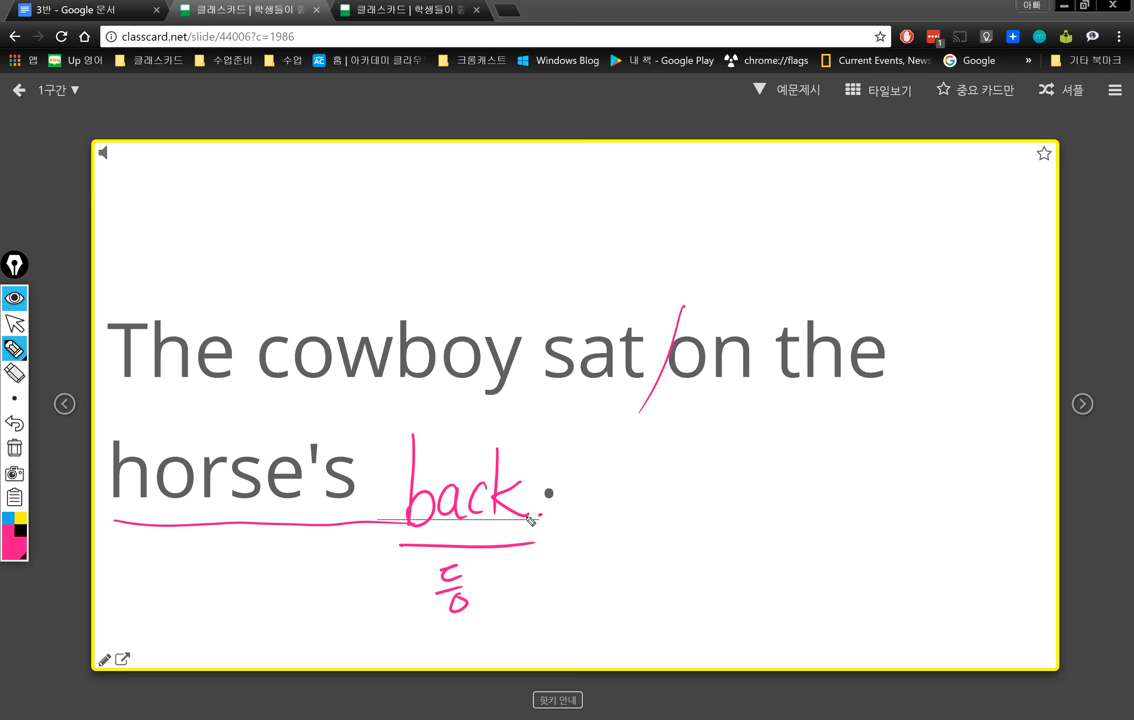 3반 - Google 문서
클래스카드 | 학생들이 즐
클래스카드 | 학생들이 즐
아빠
classcard.net/slide/44006?c=1986
앱 Up 영어 클래스카드 수업준비 수업 홈 | 아카데미 클라우 크롬캐스트 Windows Blog 내 책 - Google Play chrome://flags Current Events, News Google » 기타 북마크
1구간 ▼ ▼ 예문제시 타일보기 중요 카드만 셔플
The cowboy sat / on the
horse's back.
등
핫키 안내